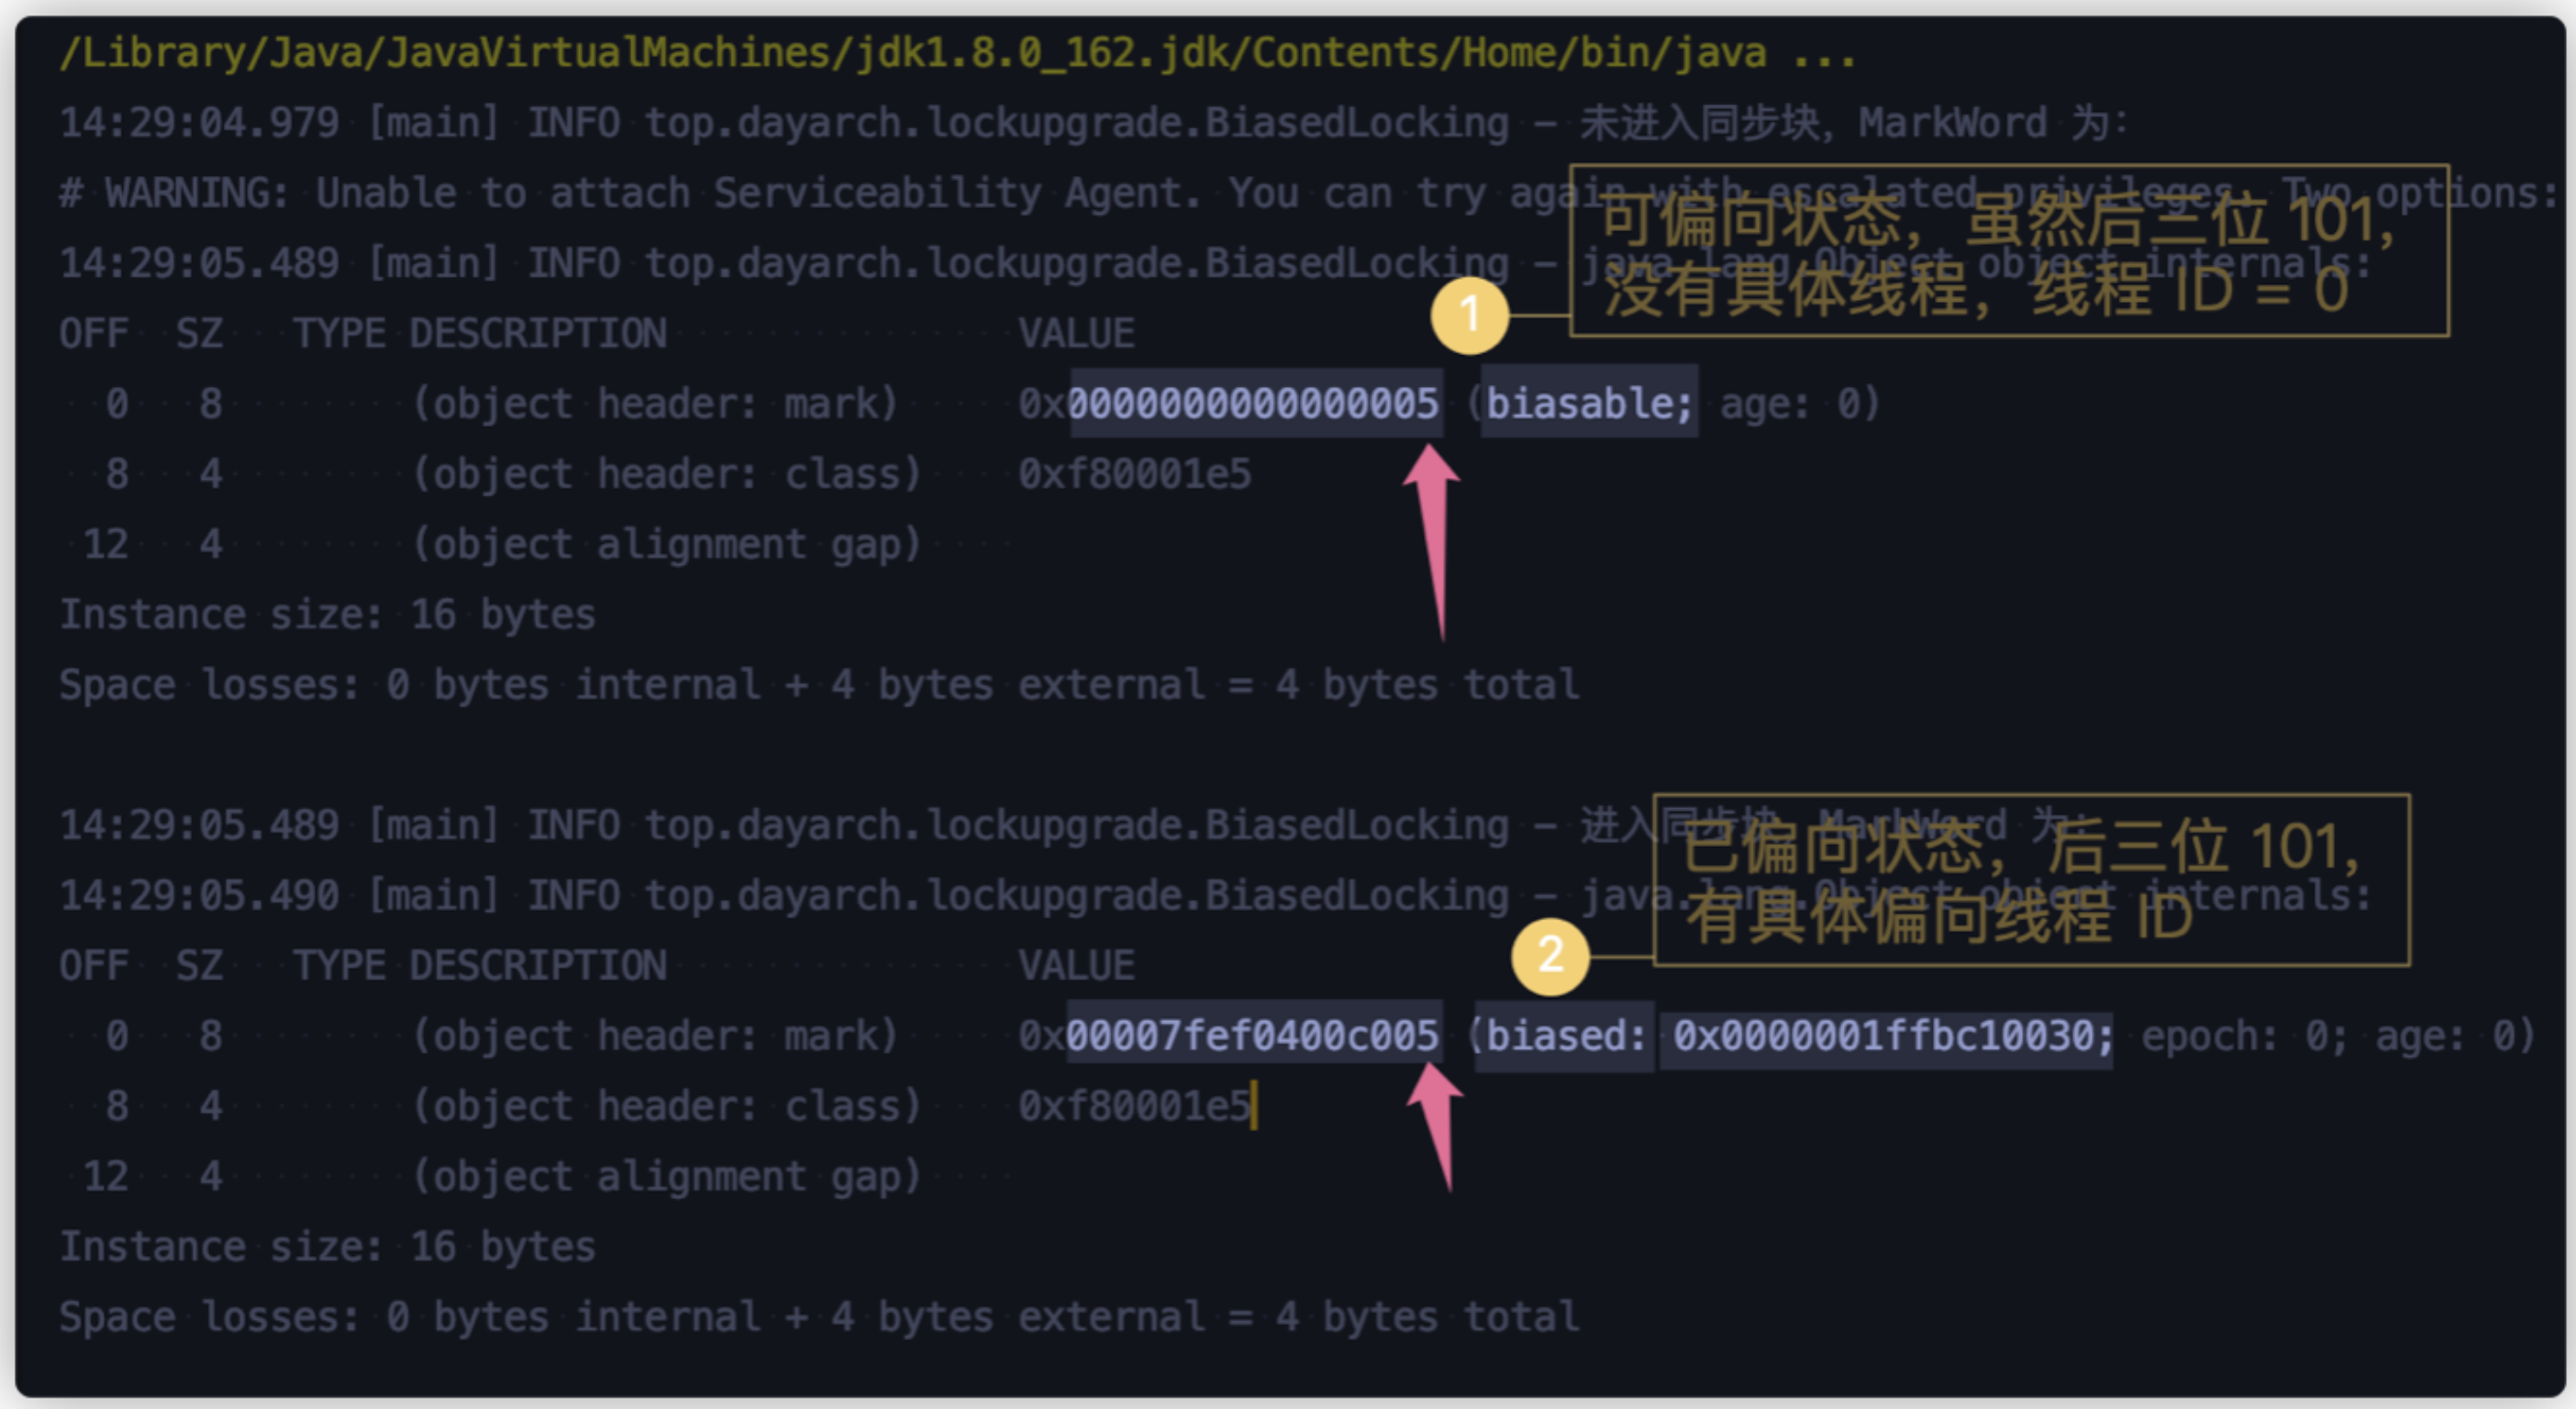 /Library/Java/JavaVirtualMachines/jdk1.8.0_162.jdk/Contents/Home/bin/java ...
14:29:04.979 [main] INFO top.dayarch.lockupgrade.BiasedLocking – 未进入同步块，MarkWord 为：
# WARNING: Unable to attach Serviceability Agent. You can try again with escalated privileges. Two options:
可偏向状态，虽然后三位 101，
14:29:05.489 [main] INFO top.dayarch.lockupgrade.BiasedLocking – java.lang.Object object internals:
没有具体线程，线程 ID = 0
1
OFF SZ TYPE DESCRIPTION VALUE
0 8 (object header: mark) 0x0000000000000005 (biasable; age: 0)
8 4 (object header: class) 0xf80001e5
12 4 (object alignment gap)
Instance size: 16 bytes
Space losses: 0 bytes internal + 4 bytes external = 4 bytes total
14:29:05.489 [main] INFO top.dayarch.lockupgrade.BiasedLocking – 进入同步块，MarkWord 为：
已偏向状态，后三位 101，
14:29:05.490 [main] INFO top.dayarch.lockupgrade.BiasedLocking – java.lang.Object object internals:
有具体偏向线程 ID
2
OFF SZ TYPE DESCRIPTION VALUE
0 8 (object header: mark) 0x00007fef0400c005 (biased: 0x0000001ffbc10030; epoch: 0; age: 0)
8 4 (object header: class) 0xf80001e5
12 4 (object alignment gap)
Instance size: 16 bytes
Space losses: 0 bytes internal + 4 bytes external = 4 bytes total